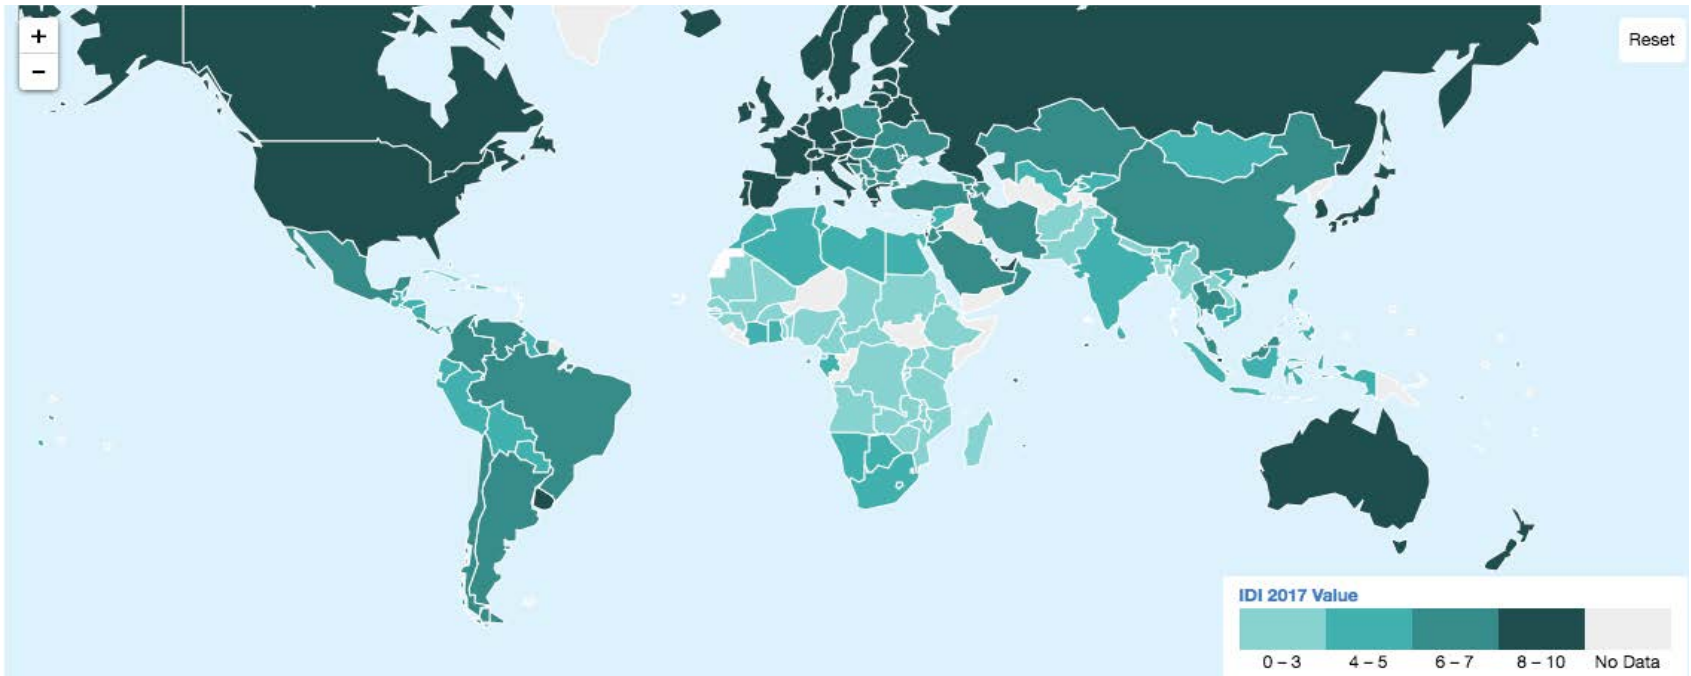 +
−
Reset
IDI 2017 Value
0 – 3
4 – 5
6 – 7
8 – 10
No Data